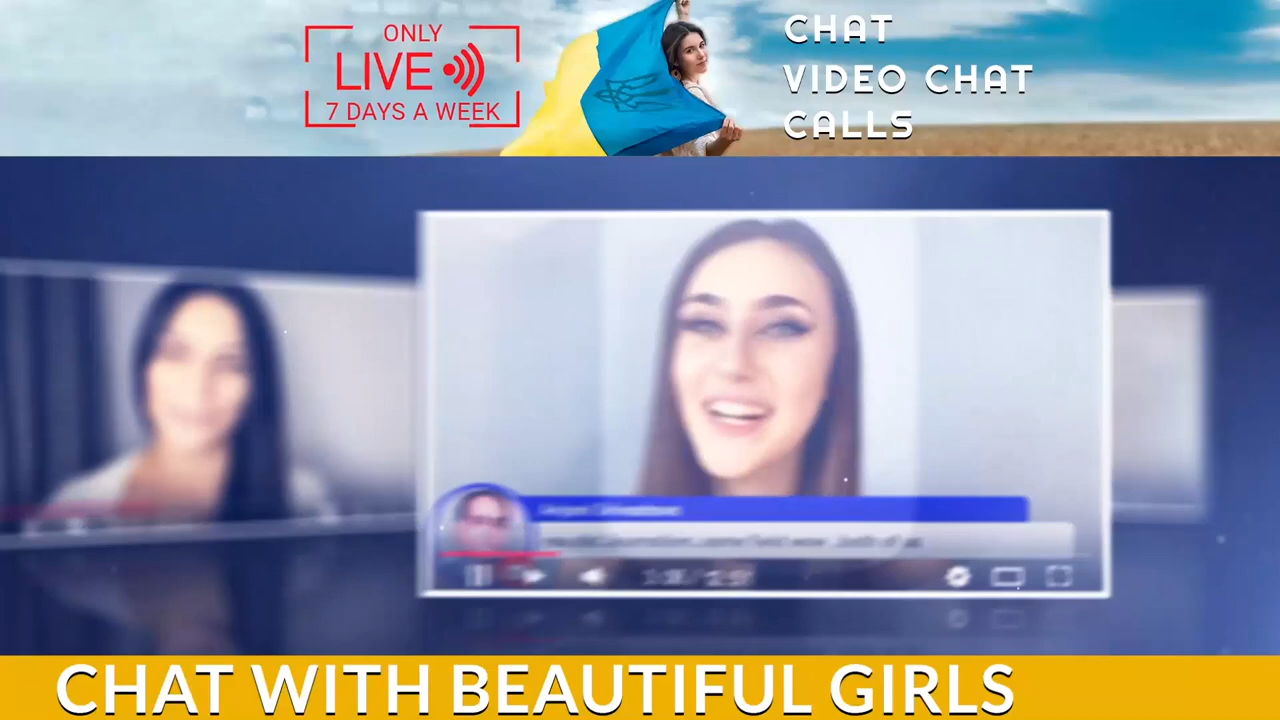 ONLY
LIVE
7 DAYS A WEEK
CHAT
VIDEO CHAT
CALLS
CHAT WITH BEAUTIFUL GIRLS